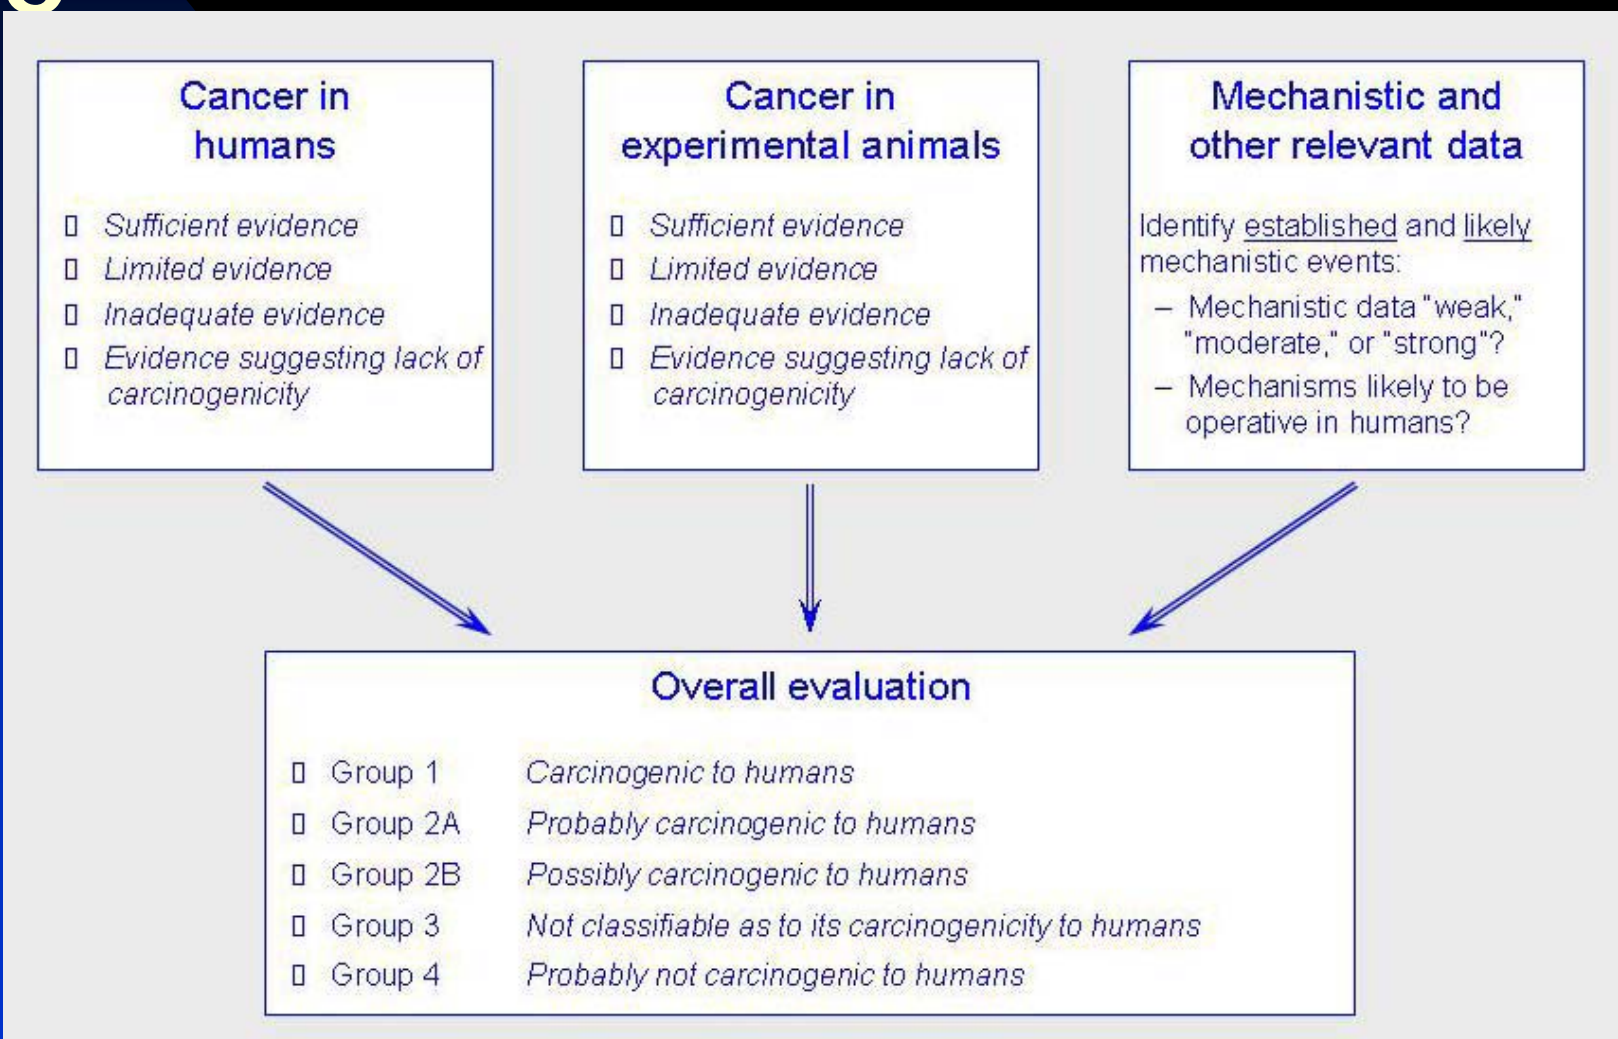 Cancer in
humans
▯ Sufficient evidence
▯ Limited evidence
▯ Inadequate evidence
▯ Evidence suggesting lack of
carcinogenicity
Cancer in
experimental animals
▯ Sufficient evidence
▯ Limited evidence
▯ Inadequate evidence
▯ Evidence suggesting lack of
carcinogenicity
Mechanistic and
other relevant data
Identify established and likely
mechanistic events:
– Mechanistic data "weak,"
"moderate," or "strong"?
– Mechanisms likely to be
operative in humans?
Overall evaluation
▯ Group 1 Carcinogenic to humans
▯ Group 2A Probably carcinogenic to humans
▯ Group 2B Possibly carcinogenic to humans
▯ Group 3 Not classifiable as to its carcinogenicity to humans
▯ Group 4 Probably not carcinogenic to humans